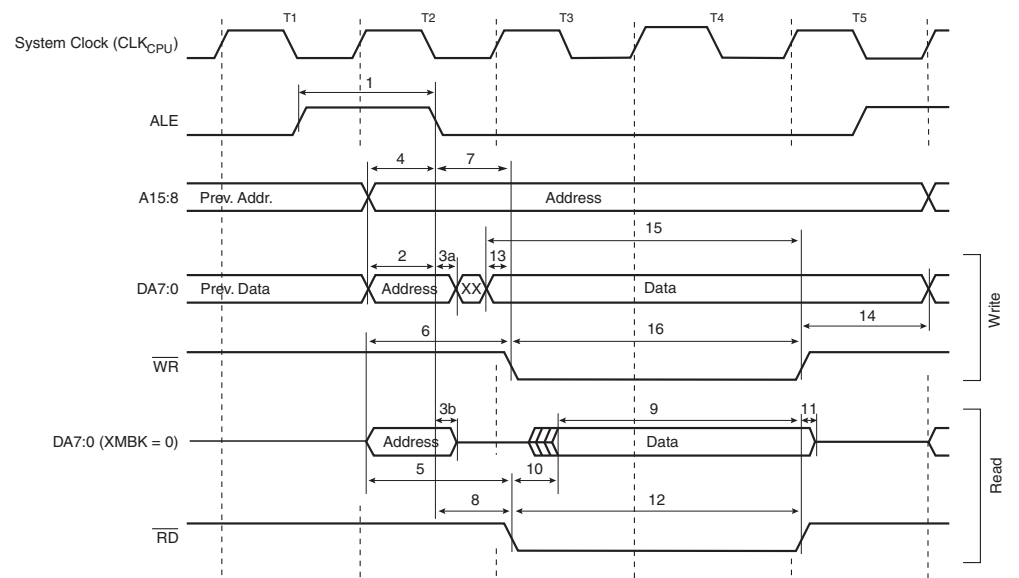 T1 T2 T3 T4 T5
System Clock (CLKCPU)
1
ALE
4 7
A15:8 Prev. Addr. Address
15
2 3a 13
DA7:0 Prev. Data Address XX Data
14
6 16
WR
Write
3b 9 11
DA7:0 (XMBK = 0) Address Data
5 10
Read
8 12
RD